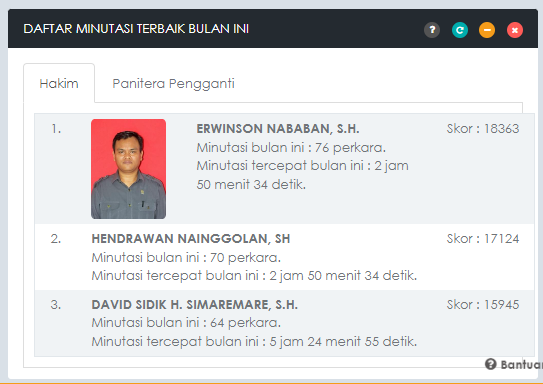 DAFTAR MINUTASI TERBAIK BULAN INI
Hakim
Panitera Pengganti
1.
ERWINSON NABABAN, S.H.
Skor : 18363
Minutasi bulan ini : 76 perkara.
Minutasi tercepat bulan ini : 2 jam
50 menit 34 detik.
2.
HENDRAWAN NAINGGOLAN, SH
Skor : 17124
Minutasi bulan ini : 70 perkara.
Minutasi tercepat bulan ini : 2 jam 50 menit 34 detik.
3.
DAVID SIDIK H. SIMAREMARE, S.H.
Skor : 15945
Minutasi bulan ini : 64 perkara.
Minutasi tercepat bulan ini : 5 jam 24 menit 55 detik.